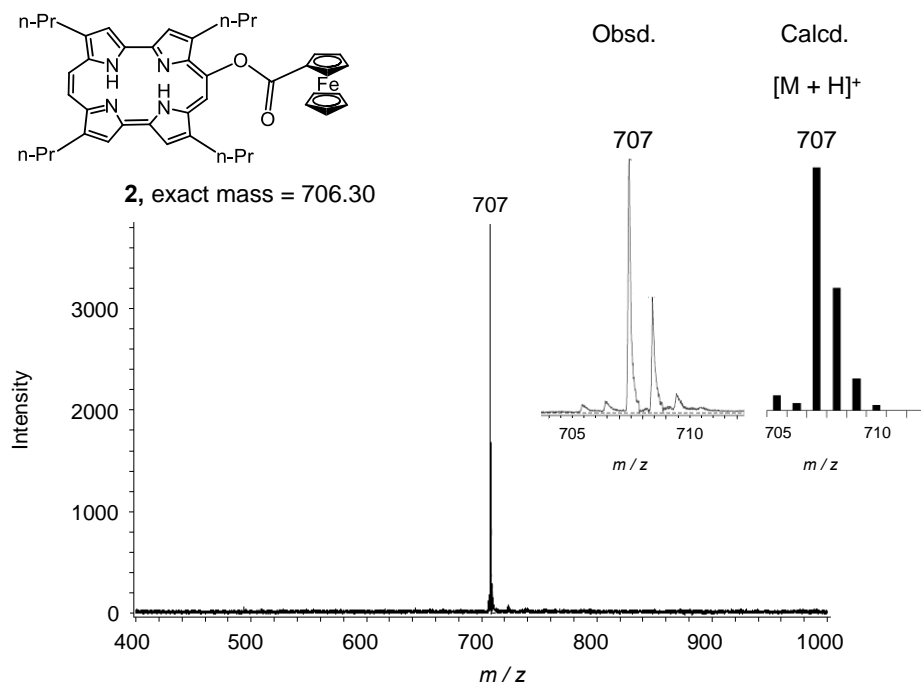 n-Pr
n-Pr
N
N
H
O
Fe
O
H
N
N
n-Pr
n-Pr
2, exact mass = 706.30
Obsd.
Calcd.
[M + H]+
707
707
705
710
m / z
705
710
m / z
707
Intensity
3000
2000
1000
0
400
500
600
700
800
900
1000
m / z